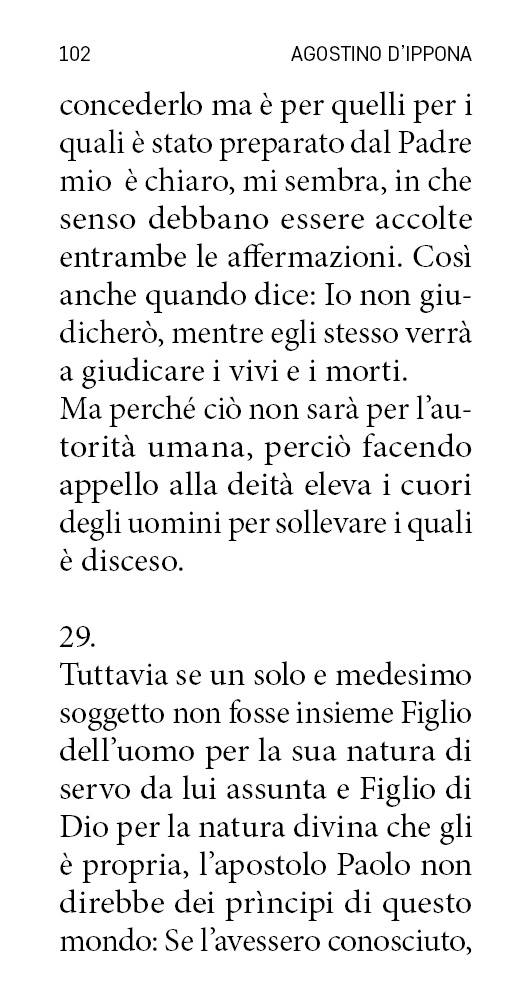 102 AGOSTINO D’IPPONA
concederlo ma è per quelli per i
quali è stato preparato dal Padre
mio è chiaro, mi sembra, in che
senso debbano essere accolte
entrambe le affermazioni. Così
anche quando dice: Io non giu-
dicherò, mentre egli stesso verrà
a giudicare i vivi e i morti.
Ma perché ciò non sarà per l’au-
torità umana, perciò facendo
appello alla deità eleva i cuori
degli uomini per sollevare i quali
è disceso.
29.
Tuttavia se un solo e medesimo
soggetto non fosse insieme Figlio
dell’uomo per la sua natura di
servo da lui assunta e Figlio di
Dio per la natura divina che gli
è propria, l’apostolo Paolo non
direbbe dei prìncipi di questo
mondo: Se l’avessero conosciuto,